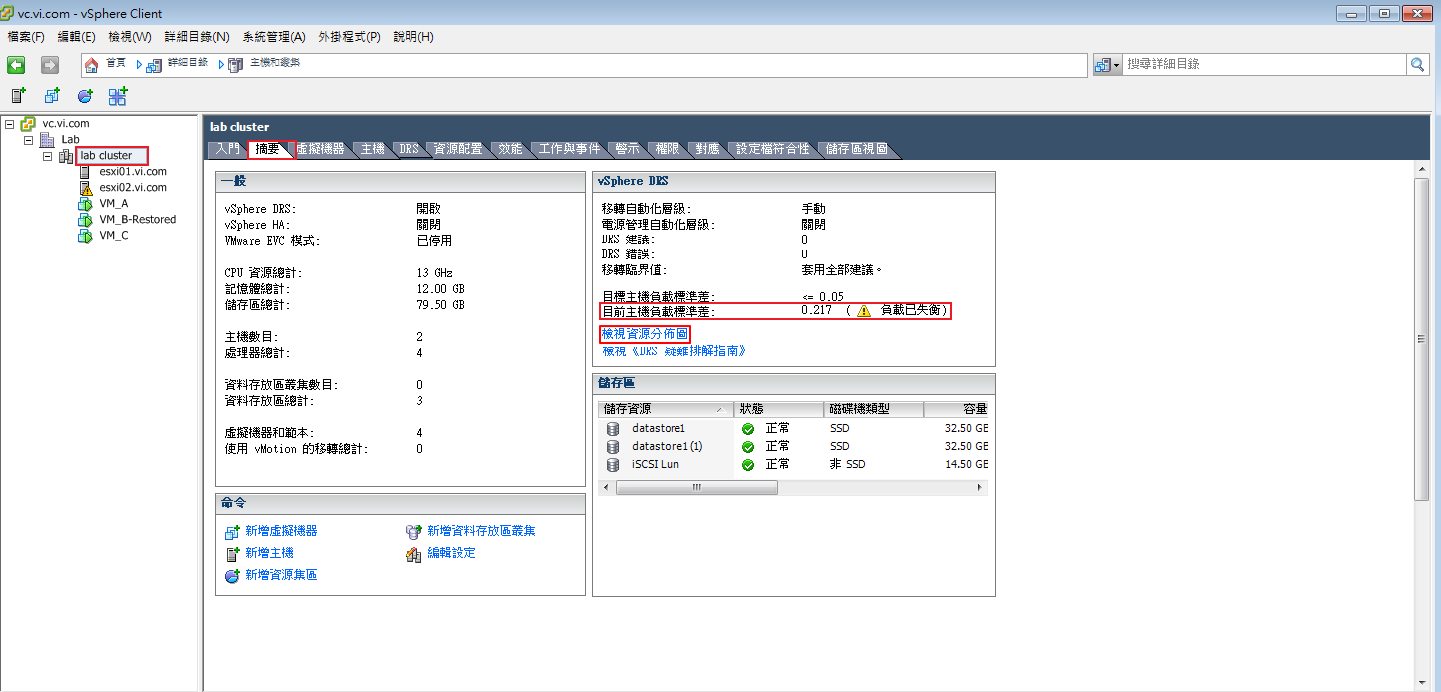 vc.vi.com - vSphere Client
檔案(F) 編輯(E) 檢視(W) 詳細目錄(N) 系統管理(A) 外掛程式(P) 說明(H)
首頁 詳細目錄 主機和叢集 搜尋詳細目錄
vc.vi.com
Lab
lab cluster
esxi01.vi.com
esxi02.vi.com
VM_A
VM_B-Restored
VM_C
lab cluster
入門 摘要 虛擬機器 主機 DRS 資源配置 效能 工作與事件 警示 權限 對應 設定檔符合性 儲存區視圖
一般
vSphere DRS: 開啟
vSphere HA: 關閉
VMware EVC 模式: 已停用
CPU 資源總計: 13 GHz
記憶體總計: 12.00 GB
儲存區總計: 79.50 GB
主機數目: 2
處理器總計: 4
資料存放區叢集數目: 0
資料存放區總計: 3
虛擬機器和範本: 4
使用 vMotion 的移轉總計: 0
命令
新增虛擬機器 新增資料存放區叢集
新增主機 編輯設定
新增資源集區
vSphere DRS
移轉自動化層級: 手動
電源管理自動化層級: 關閉
DRS 建議: 0
DRS 錯誤: 0
移轉臨界值: 套用全部建議。
目標主機負載標準差: <= 0.05
目前主機負載標準差: 0.217 ( 負載已失衡)
檢視資源分佈圖
檢視《DRS 疑難排解指南》
儲存區
儲存資源 狀態 磁碟機類型 容量
datastore1 正常 SSD 32.50 GE
datastore1 (1) 正常 SSD 32.50 GE
iSCSI Lun 正常 非 SSD 14.50 GE